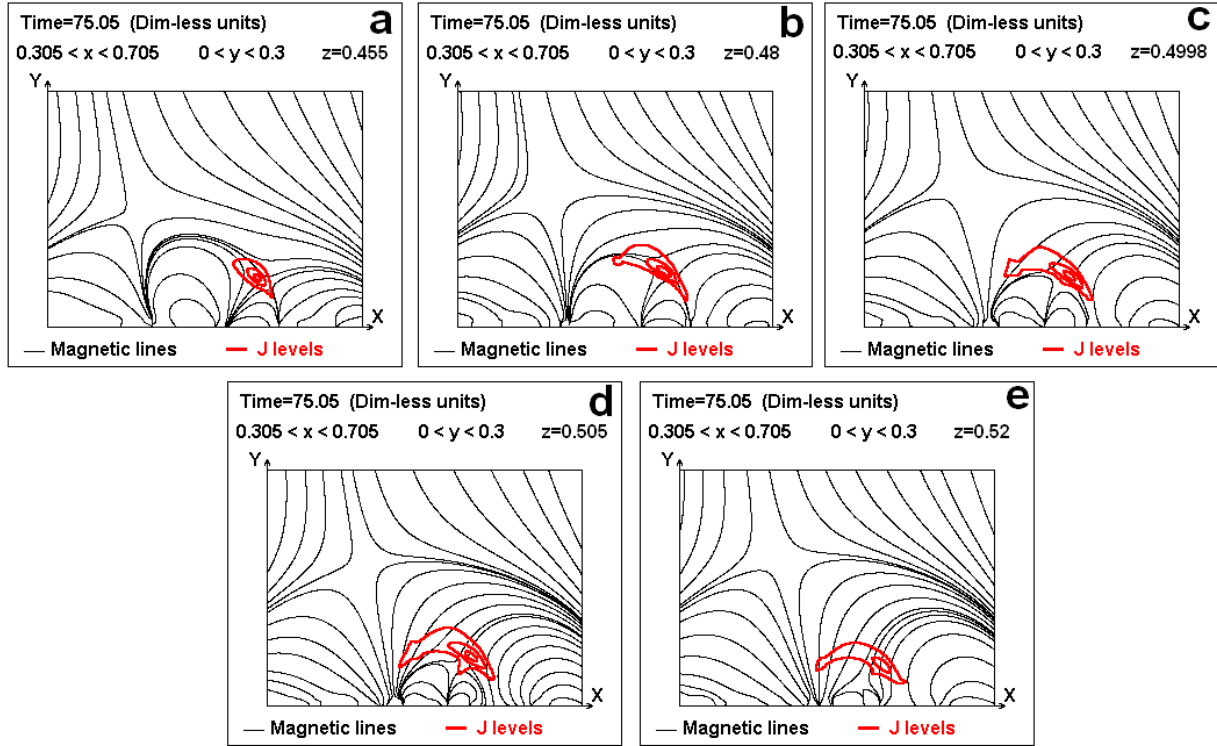 a
Time=75.05 (Dim-less units)
0.305 < x < 0.705 0 < y < 0.3 z=0.455
Y
X
— Magnetic lines — J levels
b
Time=75.05 (Dim-less units)
0.305 < x < 0.705 0 < y < 0.3 z=0.48
Y
X
— Magnetic lines — J levels
c
Time=75.05 (Dim-less units)
0.305 < x < 0.705 0 < y < 0.3 z=0.4998
Y
X
— Magnetic lines — J levels
d
Time=75.05 (Dim-less units)
0.305 < x < 0.705 0 < y < 0.3 z=0.505
Y
X
— Magnetic lines — J levels
e
Time=75.05 (Dim-less units)
0.305 < x < 0.705 0 < y < 0.3 z=0.52
Y
X
— Magnetic lines — J levels